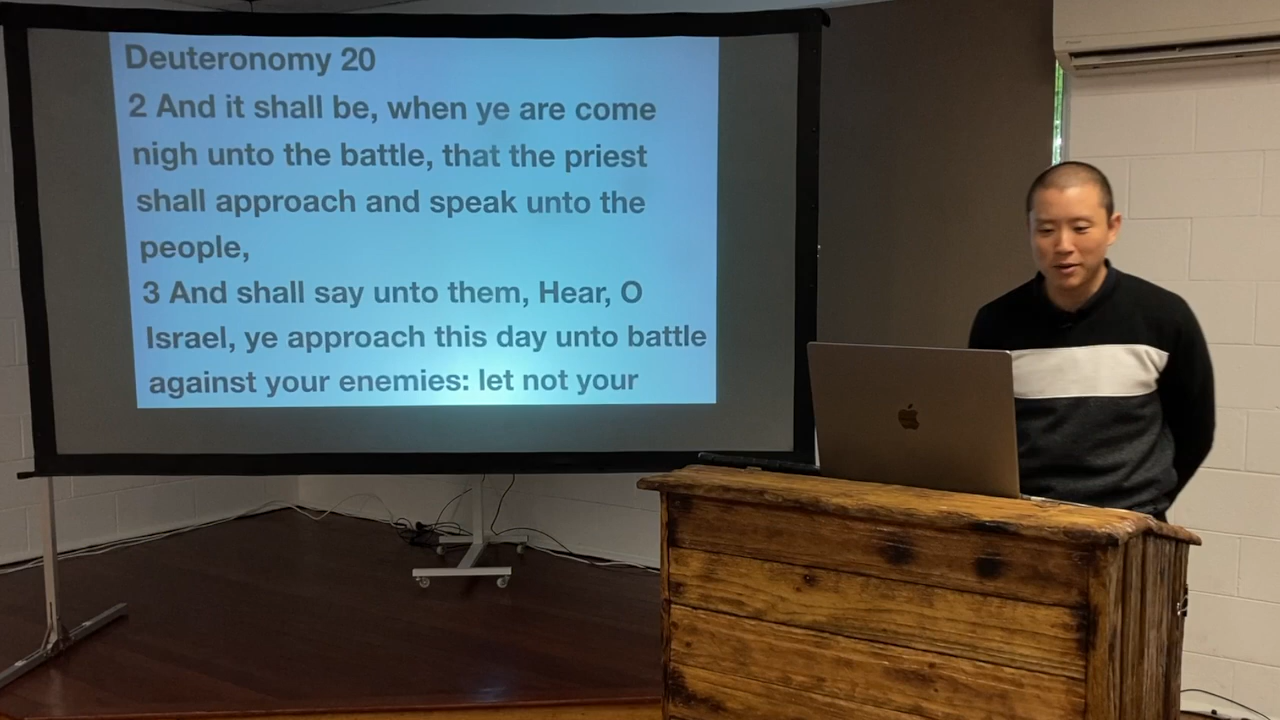 Deuteronomy 20
2 And it shall be, when ye are come
nigh unto the battle, that the priest
shall approach and speak unto the
people,
3 And shall say unto them, Hear, O
Israel, ye approach this day unto battle
against your enemies: let not your